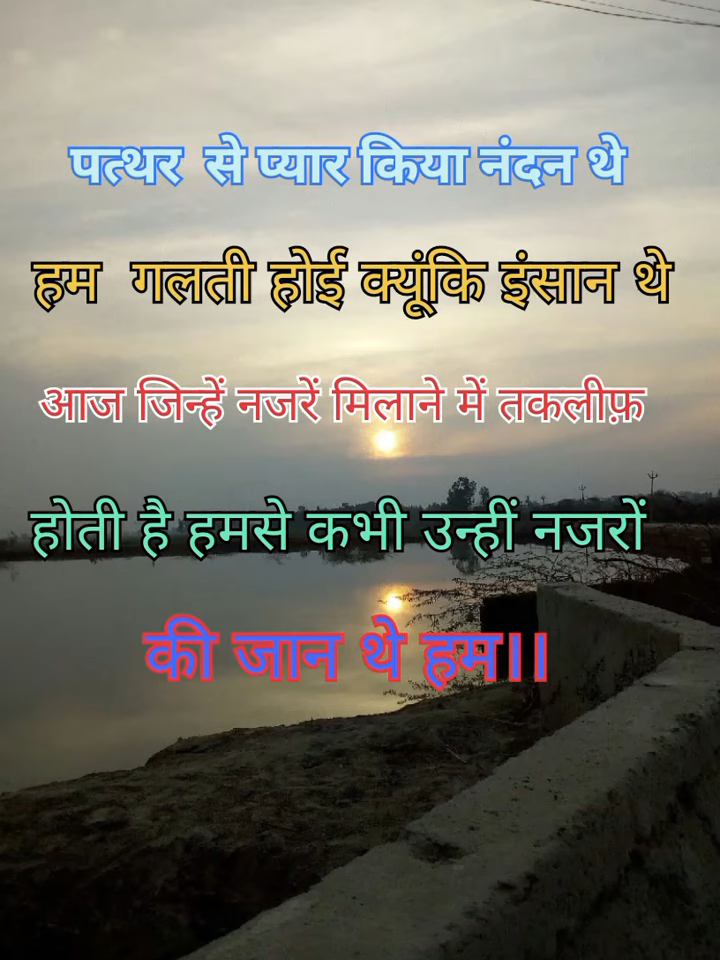 पत्थर से प्यार किया नंदन थे
हम गलती होई क्यूंकि इंसान थे
आज जिन्हें नजरें मिलाने में तकलीफ़
होती है हमसे कभी उन्हीं नजरों
की जान थे हम।।